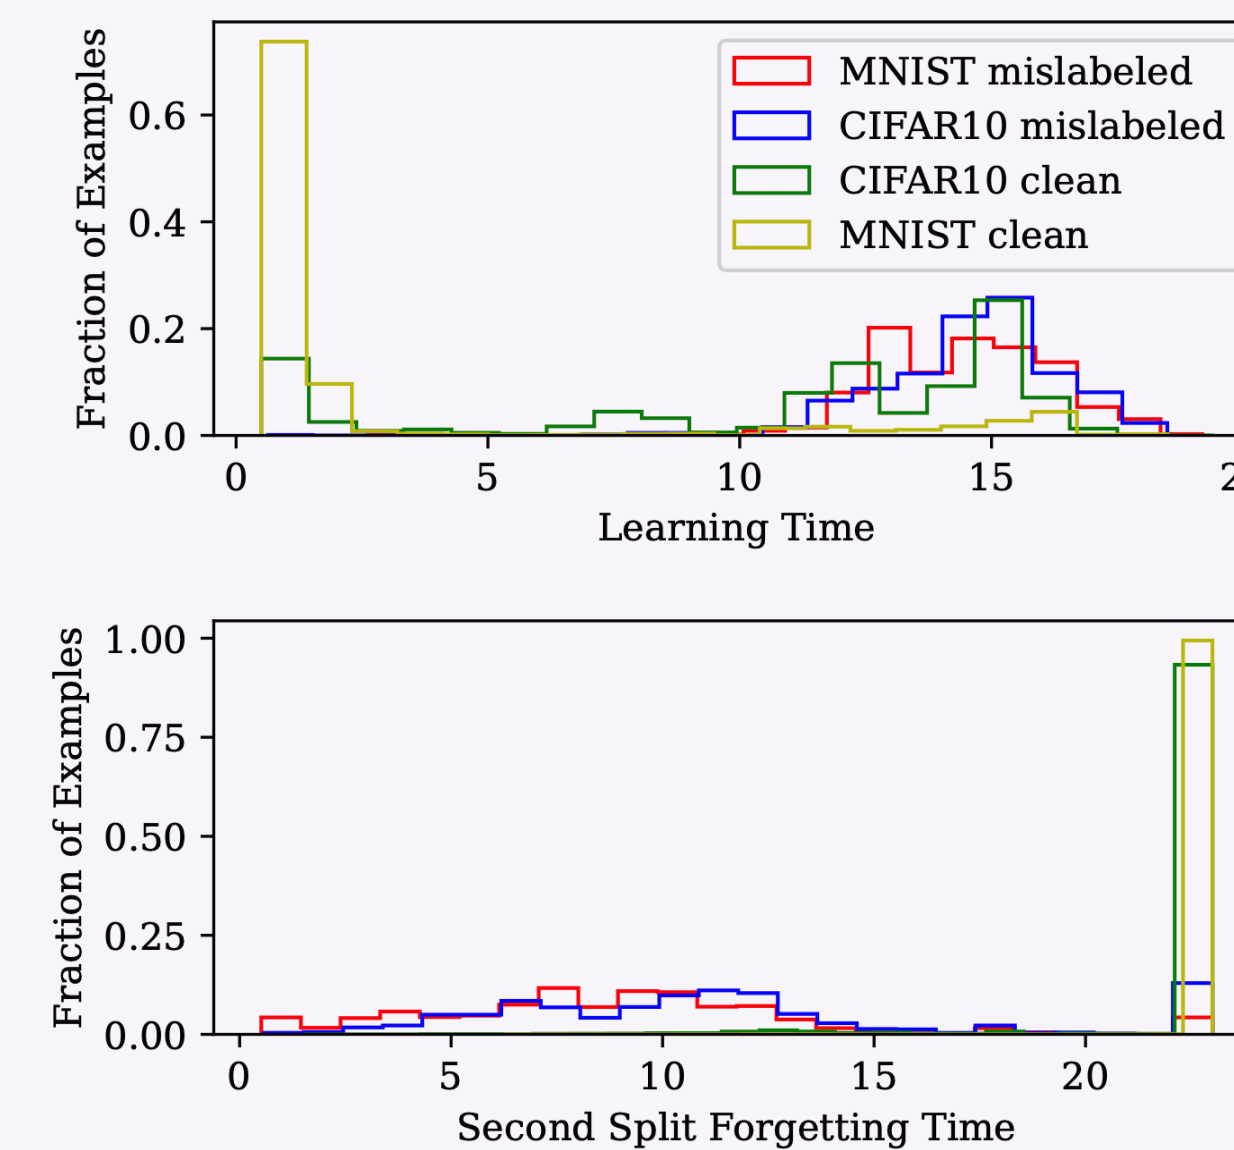 Fraction of Examples
0.6
0.4
0.2
0.0
MNIST mislabeled
CIFAR10 mislabeled
CIFAR10 clean
MNIST clean
0 5 10 15
Learning Time
Fraction of Examples
1.00
0.75
0.50
0.25
0.00
0 5 10 15 20
Second Split Forgetting Time